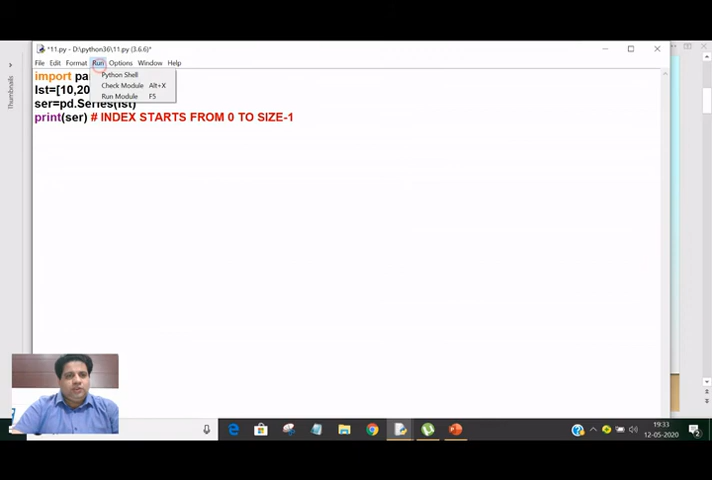 *11.py - D:\python36\11.py (3.6.6)*
File Edit Format Run Options Window Help
import pa
Python Shell
lst=[10,20
Check Module Alt+X
ser=pd.Series(lst)
Run Module F5
print(ser) # INDEX STARTS FROM 0 TO SIZE-1
Thumbnails
19:33
12-05-2020
2